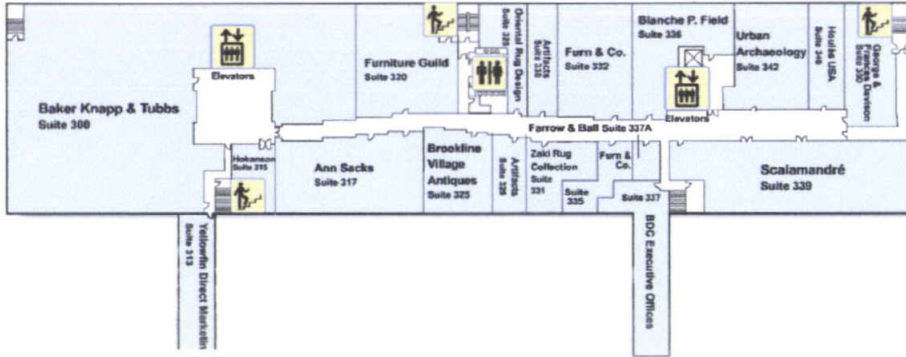 Baker Knapp & Tubbs
Suite 300
Elevators
Furniture Guild
Suite 320
Oriental Rug Design
Suite 328
Artifacts
Suite 330
Furn & Co.
Suite 332
Blanche P. Field
Suite 336
Elevators
Urban
Archaeology
Suite 342
Houles USA
George &
Frances Davison
Farrow & Ball Suite 337A
Hokanson
Suite 315
Ann Sacks
Suite 317
Brookline
Village
Antiques
Suite 325
Artifacts
Zaki Rug
Collection
Suite
331
Suite
335
Furn &
Co.
Suite 337
Scalamandré
Suite 339
Yellowfin Direct Marketin
Suite 313
BDC Executive Offices